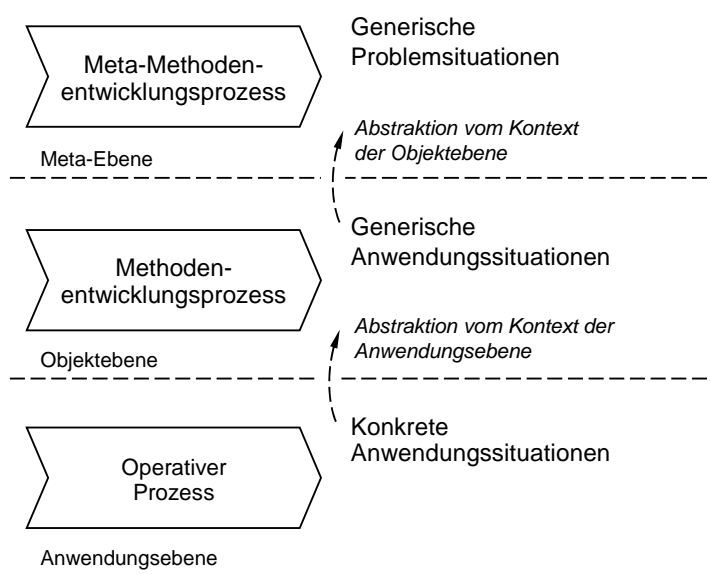 Meta-Methoden-
entwicklungsprozess
Generische
Problemsituationen
Abstraktion vom Kontext
der Objektebene
Meta-Ebene
Methoden-
entwicklungsprozess
Generische
Anwendungssituationen
Abstraktion vom Kontext der
Anwendungsebene
Objektebene
Operativer
Prozess
Konkrete
Anwendungssituationen
Anwendungsebene